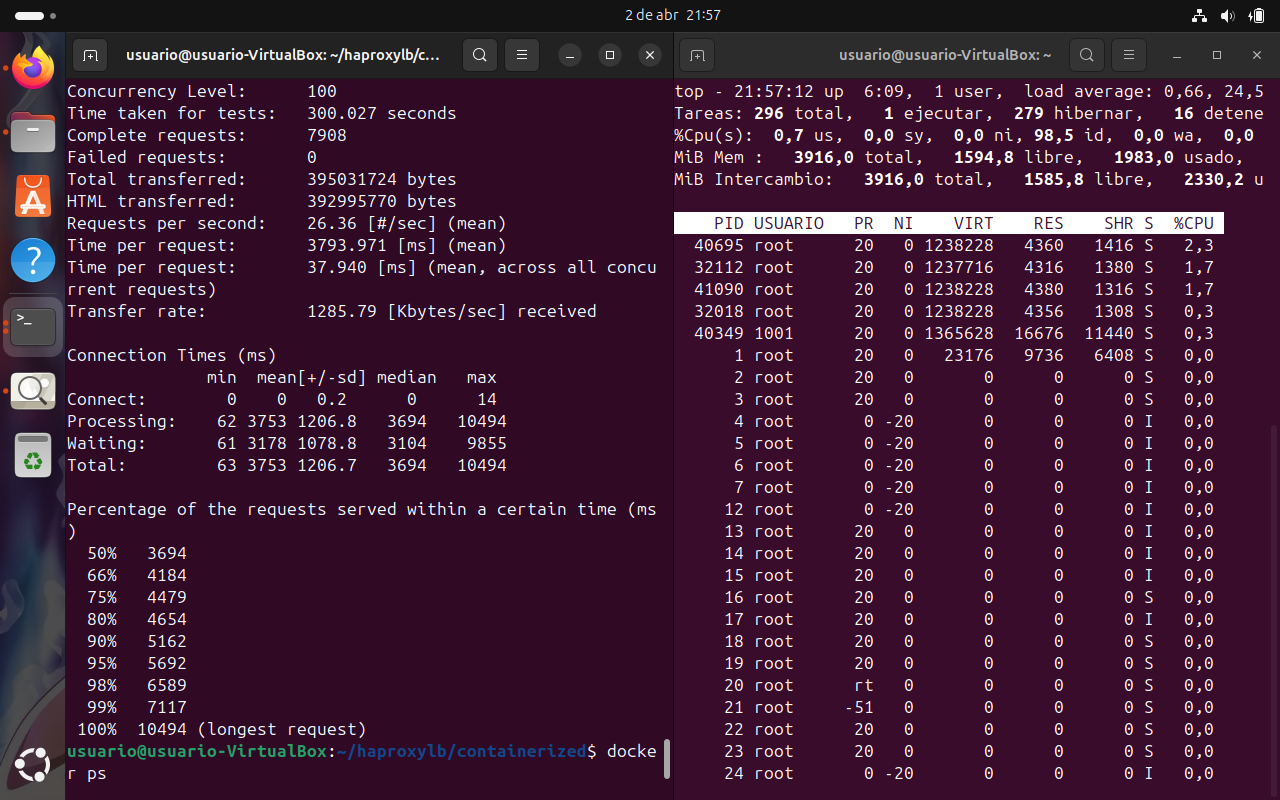 2 de abr 21:57
usuario@usuario-VirtualBox: ~/haproxylb/c...
Concurrency Level:      100
Time taken for tests:   300.027 seconds
Complete requests:      7908
Failed requests:        0
Total transferred:      395031724 bytes
HTML transferred:       392995770 bytes
Requests per second:    26.36 [#/sec] (mean)
Time per request:       3793.971 [ms] (mean)
Time per request:       37.940 [ms] (mean, across all concu
rrent requests)
Transfer rate:          1285.79 [Kbytes/sec] received
Connection Times (ms)
              min  mean[+/-sd] median   max
Connect:        0    0   0.2      0      14
Processing:    62 3753 1206.8   3694   10494
Waiting:       61 3178 1078.8   3104    9855
Total:         63 3753 1206.7   3694   10494
Percentage of the requests served within a certain time (ms
)
  50%   3694
  66%   4184
  75%   4479
  80%   4654
  90%   5162
  95%   5692
  98%   6589
  99%   7117
 100%  10494 (longest request)
usuario@usuario-VirtualBox:~/haproxylb/containerized$ docke
r ps
usuario@usuario-VirtualBox: ~
top - 21:57:12 up  6:09,  1 user,  load average: 0,66, 24,5
Tareas: 296 total,   1 ejecutar, 279 hibernar,   16 detene
%Cpu(s):  0,7 us,  0,0 sy,  0,0 ni, 98,5 id,  0,0 wa,  0,0
MiB Mem :   3916,0 total,   1594,8 libre,   1983,0 usado,
MiB Intercambio:   3916,0 total,   1585,8 libre,   2330,2 u
PID USUARIO   PR  NI    VIRT    RES    SHR S  %CPU
40695 root      20   0 1238228   4360   1416 S   2,3
32112 root      20   0 1237716   4316   1380 S   1,7
41090 root      20   0 1238228   4380   1316 S   1,7
32018 root      20   0 1238228   4356   1308 S   0,3
40349 1001      20   0 1365628  16676  11440 S   0,3
1 root      20   0   23176   9736   6408 S   0,0
2 root      20   0       0      0      0 S   0,0
3 root      20   0       0      0      0 S   0,0
4 root       0 -20       0      0      0 I   0,0
5 root       0 -20       0      0      0 I   0,0
6 root       0 -20       0      0      0 I   0,0
7 root       0 -20       0      0      0 I   0,0
12 root       0 -20       0      0      0 I   0,0
13 root      20   0       0      0      0 I   0,0
14 root      20   0       0      0      0 I   0,0
15 root      20   0       0      0      0 I   0,0
16 root      20   0       0      0      0 S   0,0
17 root      20   0       0      0      0 I   0,0
18 root      20   0       0      0      0 S   0,0
19 root      20   0       0      0      0 S   0,0
20 root      rt   0       0      0      0 S   0,0
21 root     -51   0       0      0      0 S   0,0
22 root      20   0       0      0      0 S   0,0
23 root      20   0       0      0      0 S   0,0
24 root       0 -20       0      0      0 I   0,0